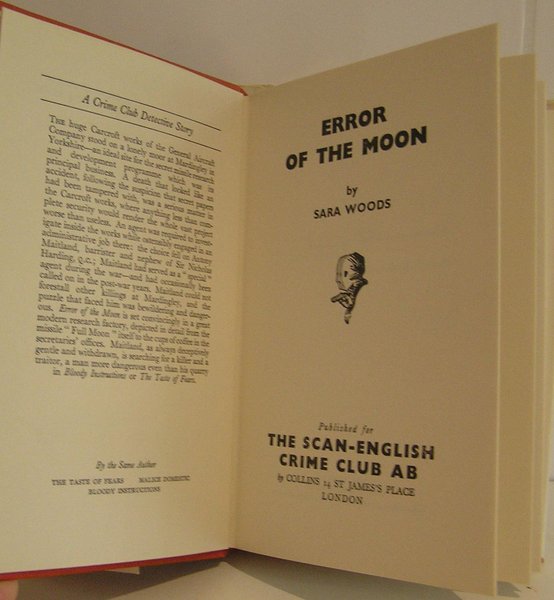 A Crime Club Detective Story
THE huge Carcroft works of the General Aircraft
Company stood on a lonely moor at Mardingley in
Yorkshire—an ideal site for the secret missile research
and development programme which was its
principal business. A death that looked like an
accident, following the suspicion that secret papers
had been tampered with, was a serious matter in
the Carcroft works, where anything less than com-
plete security would render the whole vast project
worse than useless. An agent was required to invest-
igate inside the works while ostensibly engaged in an
administrative job there: the choice fell on Antony
Maitland, barrister and nephew of Sir Nicholas
Harding, Q.C.; Maitland had served as a "special"
agent during the war—and had occasionally been
called on in the post-war years. Maitland could not
forestall other killings at Mardingley, and the
puzzle that faced him was bewildering and danger-
ous. Error of the Moon is set convincingly in a great
modern research factory, depicted in detail from the
missile "Full Moon" itself to the cups of coffee in the
secretaries' offices. Maitland, as always deceptively
gentle and withdrawn, is searching for a killer and a
traitor, a man more dangerous even than his quarry
in Bloody Instructions or The Taste of Fears.
By the Same Author
THE TASTE OF FEARS MALICE DOMESTIC
BLOODY INSTRUCTIONS
ERROR
OF THE MOON
by
SARA WOODS
Published for
THE SCAN-ENGLISH
CRIME CLUB AB
by COLLINS 14 ST JAMES'S PLACE
LONDON